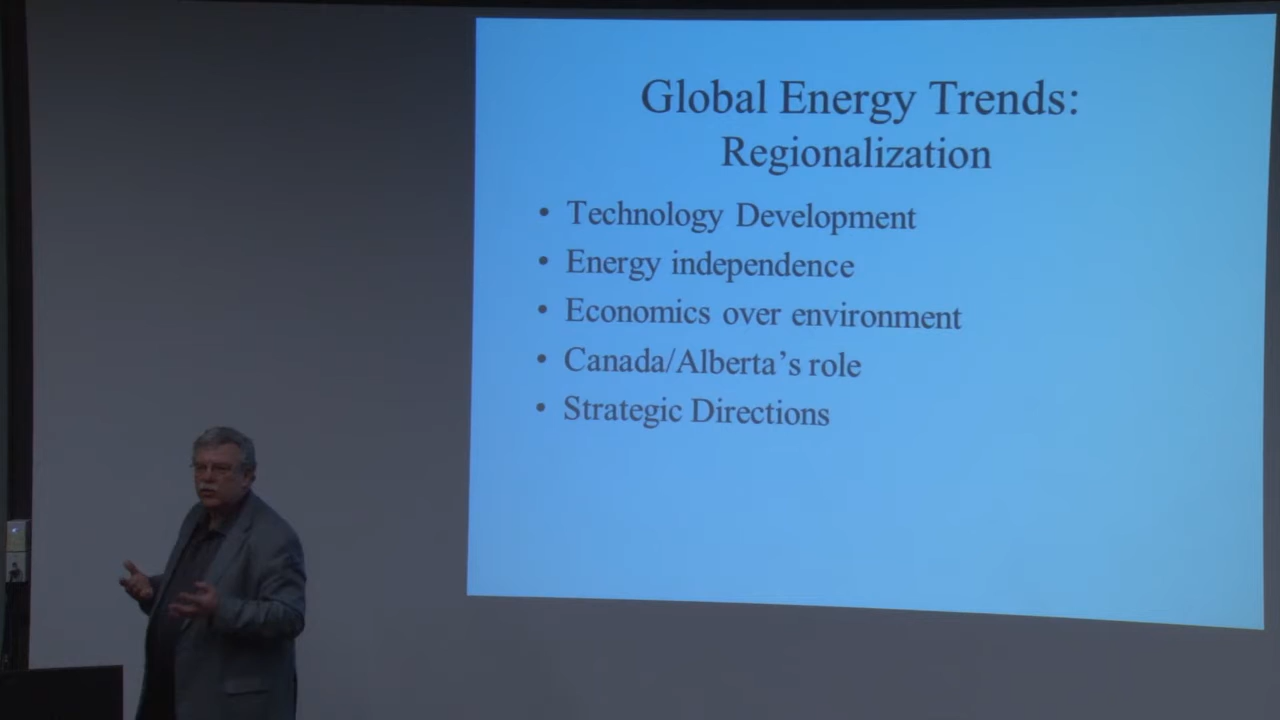 Global Energy Trends:
Regionalization
• Technology Development
• Energy independence
• Economics over environment
• Canada/Alberta’s role
• Strategic Directions